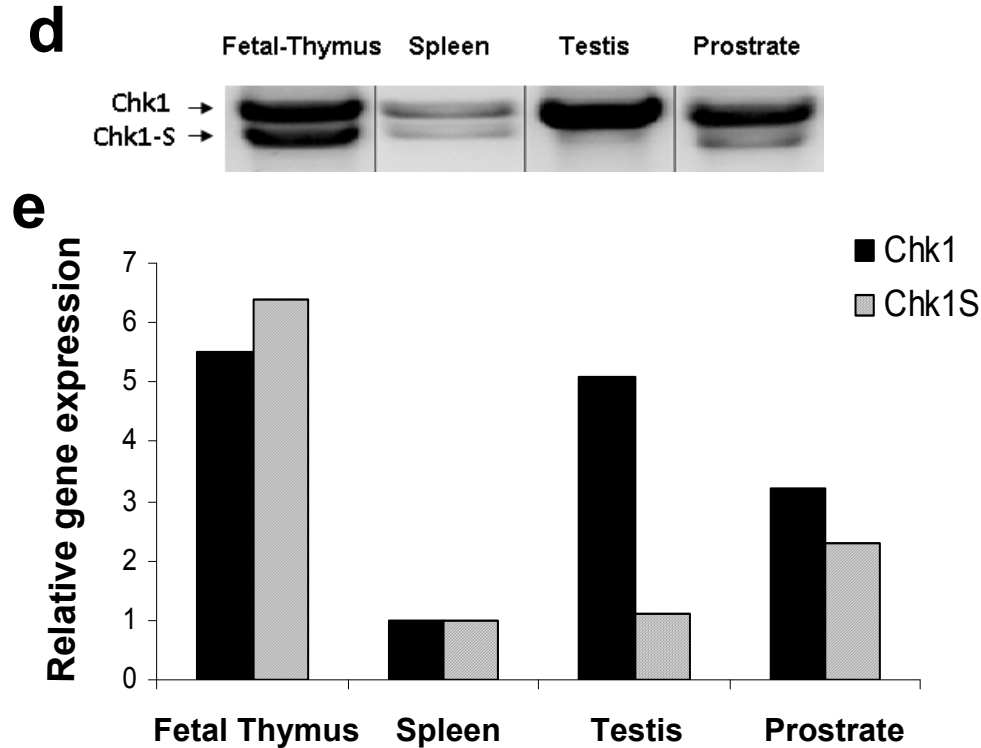 d
Fetal-Thymus Spleen Testis Prostrate
Chk1 →
Chk1-S →
e
Relative gene expression
7
6
5
4
3
2
1
0
Chk1
Chk1S
Fetal Thymus Spleen Testis Prostrate